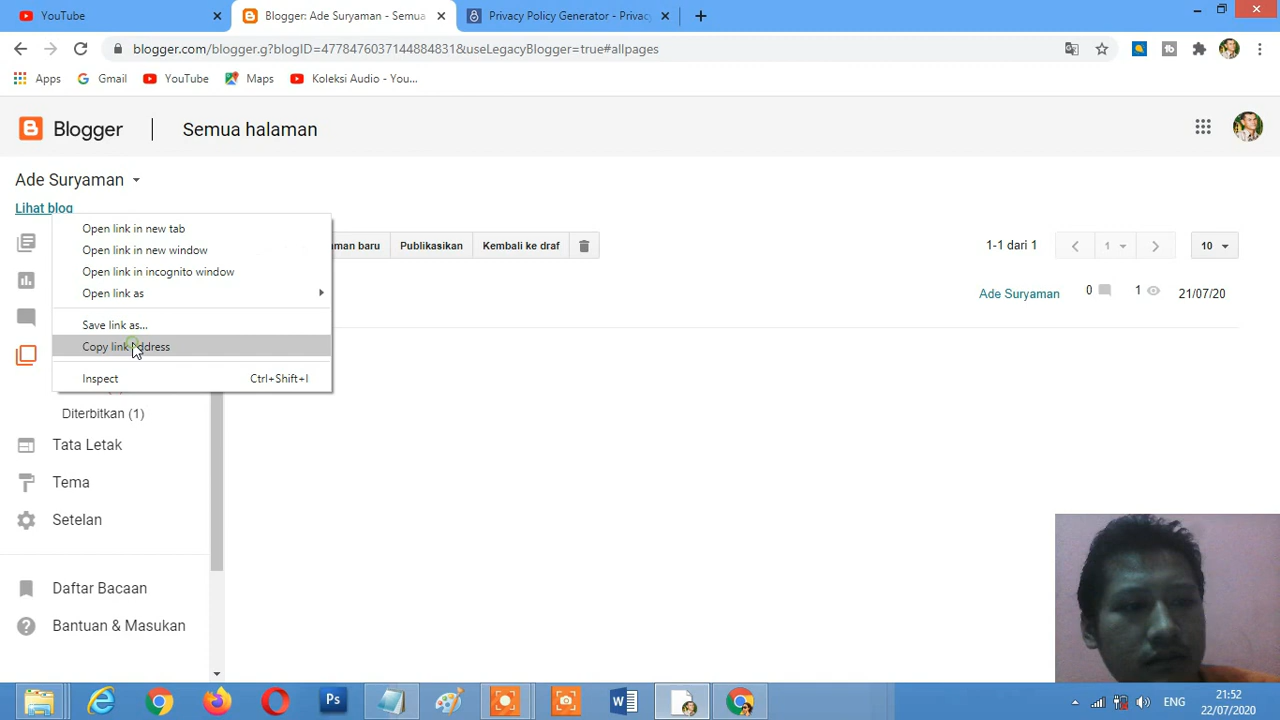 YouTube
Blogger: Ade Suryaman - Semua
Privacy Policy Generator - Privac
blogger.com/blogger.g?blogID=4778476037144884831&useLegacyBlogger=true#allpages
Apps
Gmail
YouTube
Maps
Koleksi Audio - You...
Blogger
Semua halaman
Ade Suryaman
Lihat blog
Open link in new tab
Open link in new window
Open link in incognito window
Open link as
Save link as...
Copy link address
Inspect Ctrl+Shift+I
man baru
Publikasikan
Kembali ke draf
1-1 dari 1
1
10
Ade Suryaman
0
1
21/07/20
Diterbitkan (1)
Tata Letak
Tema
Setelan
Daftar Bacaan
Bantuan & Masukan
Ps
ENG
21:52
22/07/2020